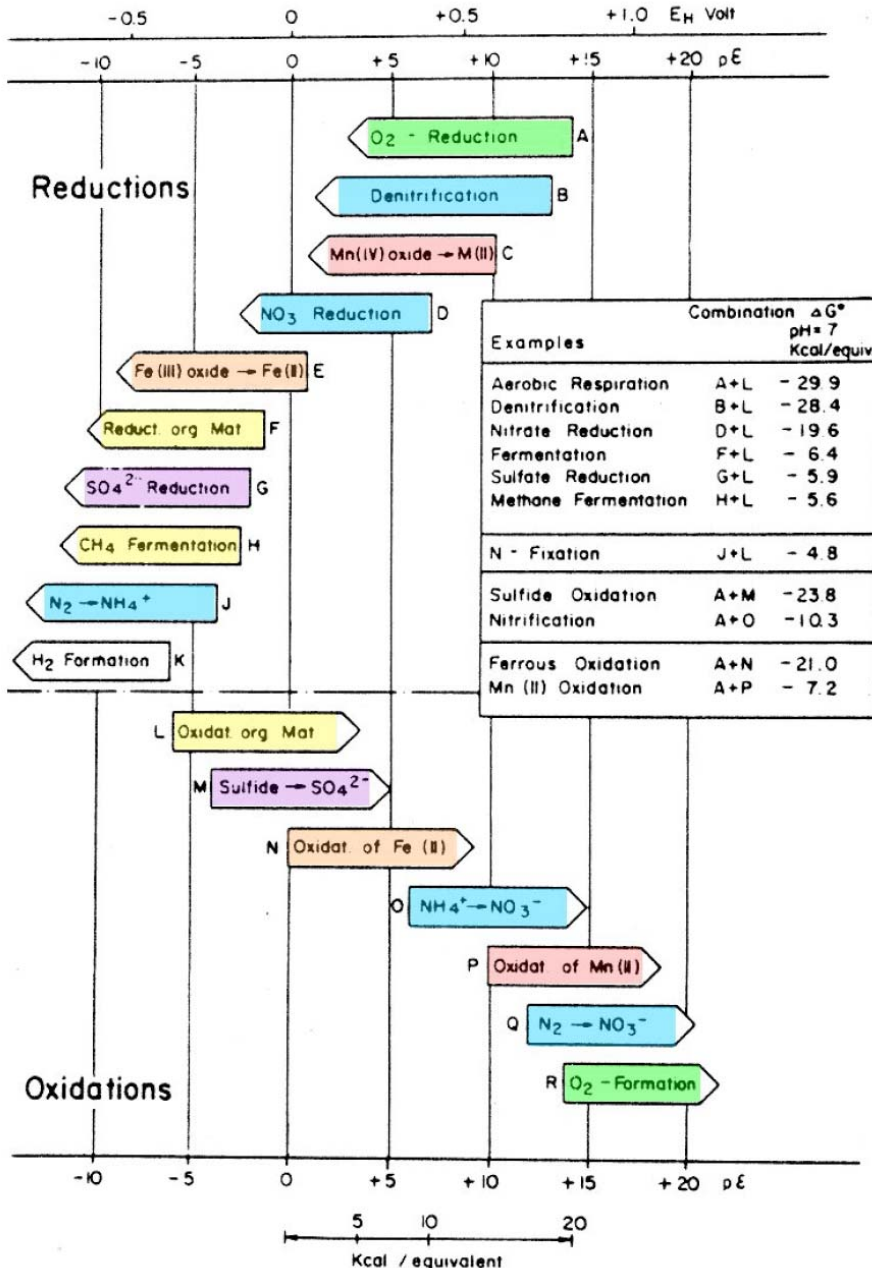 -0.5 0 +0.5 +1.0 EH Volt
-10 -5 0 +5 +10 +15 +20 pε
O2 - Reduction A
Reductions
Denitrification B
Mn(IV) oxide → M(II) C
NO3 Reduction D
Fe(III) oxide → Fe(II) E
Reduct. org Mat F
SO4 2- Reduction G
CH4 Fermentation H
N2 → NH4+ J
H2 Formation K
Combination ΔG°
pH = 7
Examples Kcal/equiv
Aerobic Respiration A+L - 29.9
Denitrification B+L - 28.4
Nitrate Reduction D+L - 19.6
Fermentation F+L - 6.4
Sulfate Reduction G+L - 5.9
Methane Fermentation H+L - 5.6
N - Fixation J+L - 4.8
Sulfide Oxidation A+M -23.8
Nitrification A+O -10.3
Ferrous Oxidation A+N -21.0
Mn (II) Oxidation A+P - 7.2
L Oxidat. org Mat
M Sulfide → SO4 2-
N Oxidat. of Fe (II)
O NH4+ → NO3-
P Oxidat. of Mn(II)
Q N2 → NO3-
R O2 - Formation
Oxidations
-10 -5 0 +5 +10 +15 +20 pε
5 10 20
Kcal / equivalent